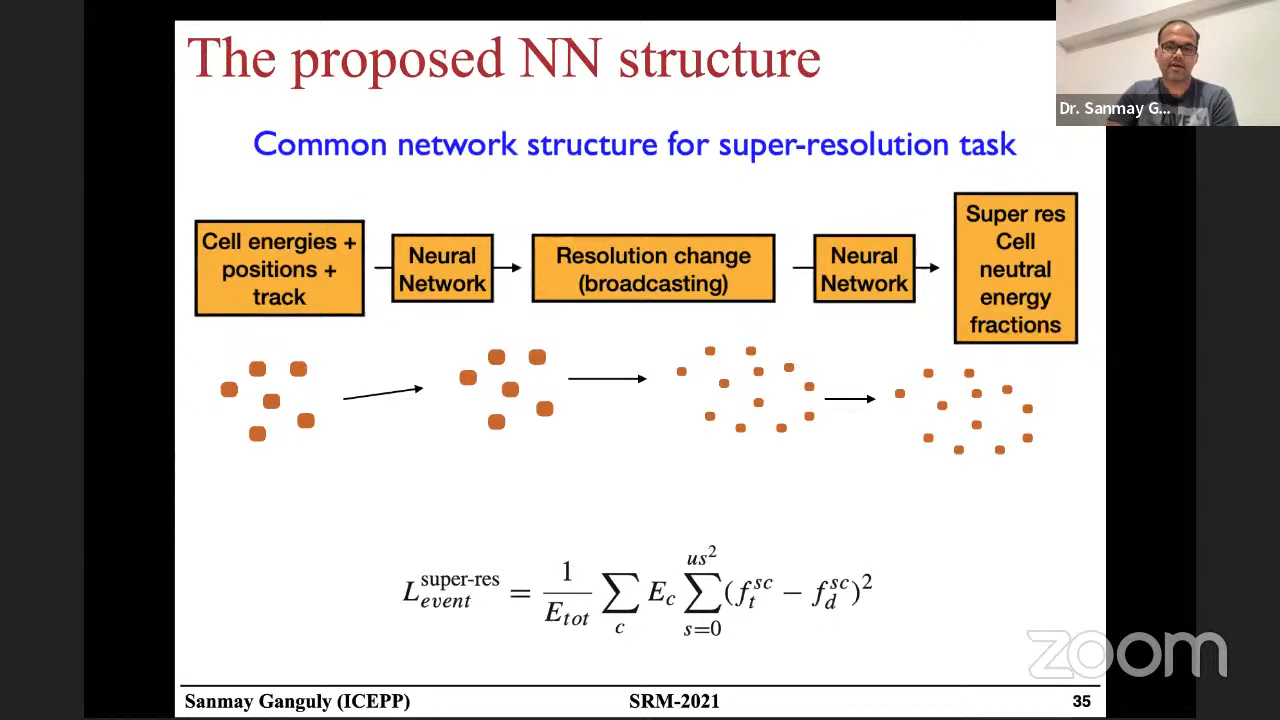 The proposed NN structure
Dr. Sanmay G...
Common network structure for super-resolution task
Cell energies +
positions +
track
Neural
Network
Resolution change
(broadcasting)
Neural
Network
Super res
Cell
neutral
energy
fractions
L_{event}^{super-res} = \frac{1}{E_{tot}} \sum_{c} E_c \sum_{s=0}^{us^2} (f_t^{sc} - f_d^{sc})^2
zoom
Sanmay Ganguly (ICEPP)
SRM-2021
35